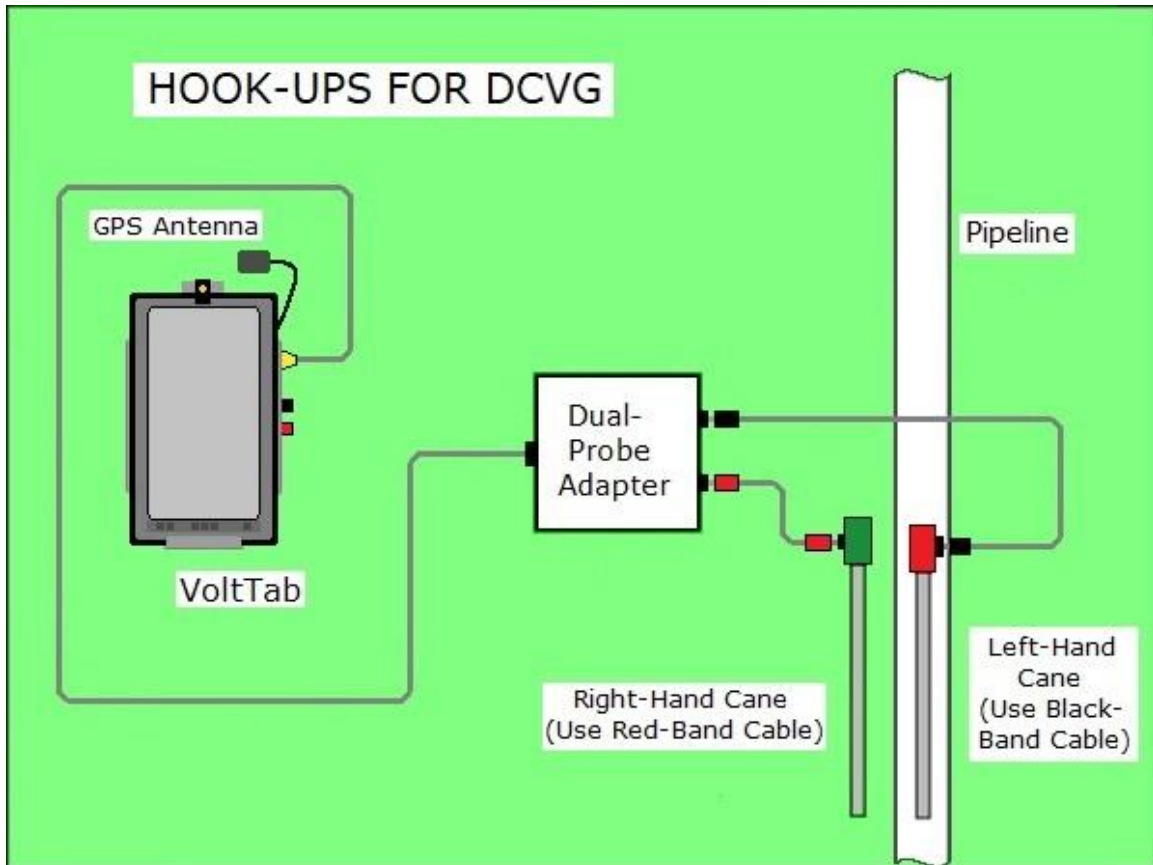 HOOK-UPS FOR DCVG
GPS Antenna
Pipeline
Dual-
Probe
Adapter
VoltTab
Right-Hand Cane
(Use Red-Band Cable)
Left-Hand
Cane
(Use Black-
Band Cable)